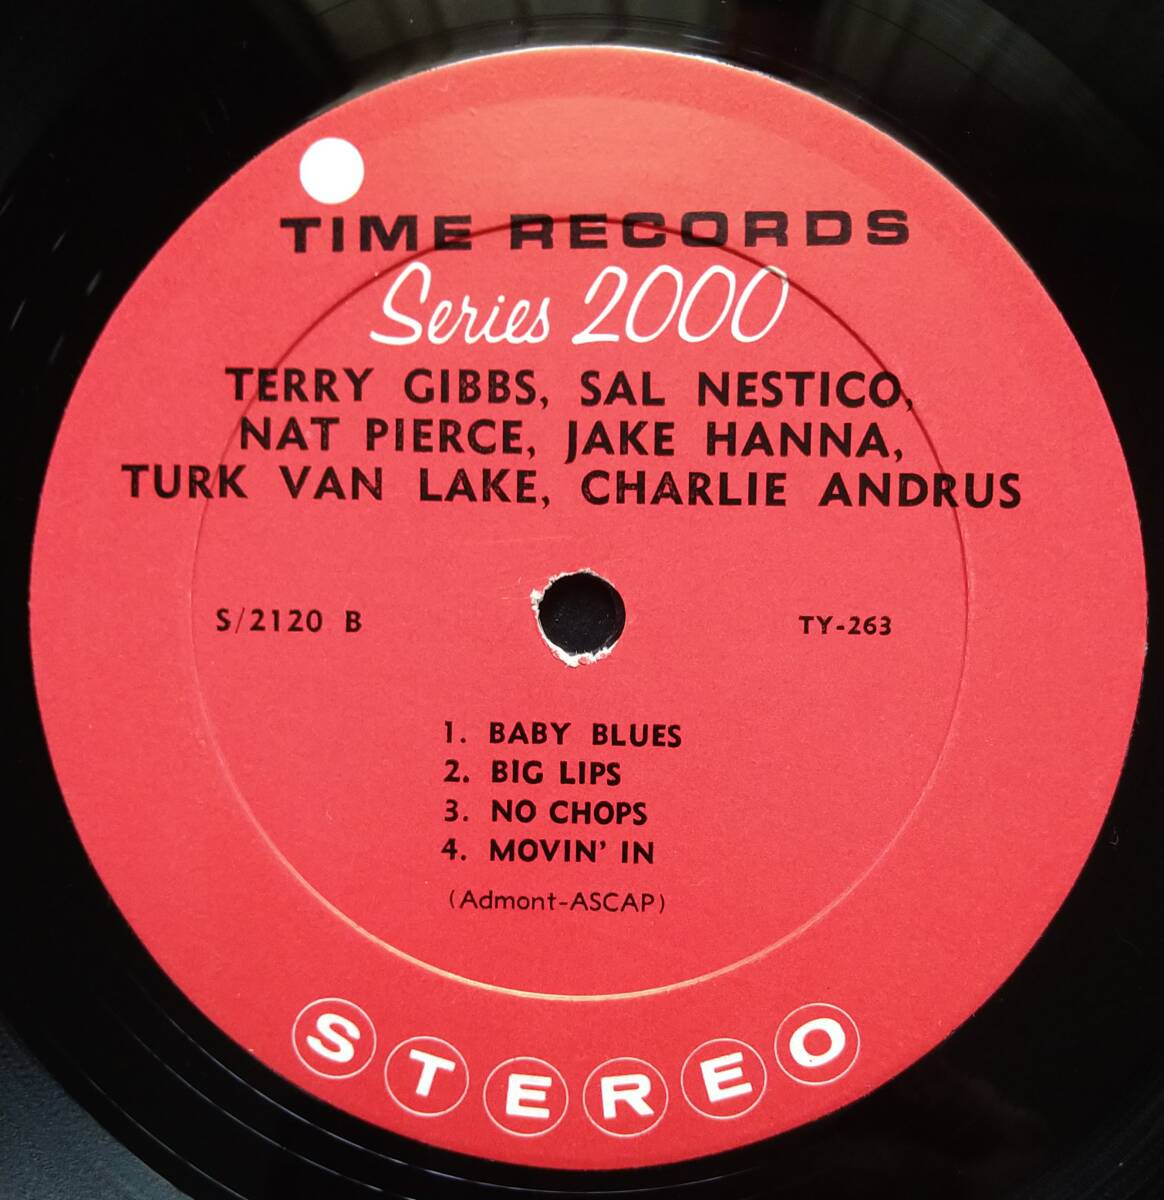 TIME RECORDS
Series 2000
TERRY GIBBS, SAL NESTICO,
NAT PIERCE, JAKE HANNA,
TURK VAN LAKE, CHARLIE ANDRUS
S/2120 B TY-263
1. BABY BLUES
2. BIG LIPS
3. NO CHOPS
4. MOVIN' IN
(Admont-ASCAP)
STEREO